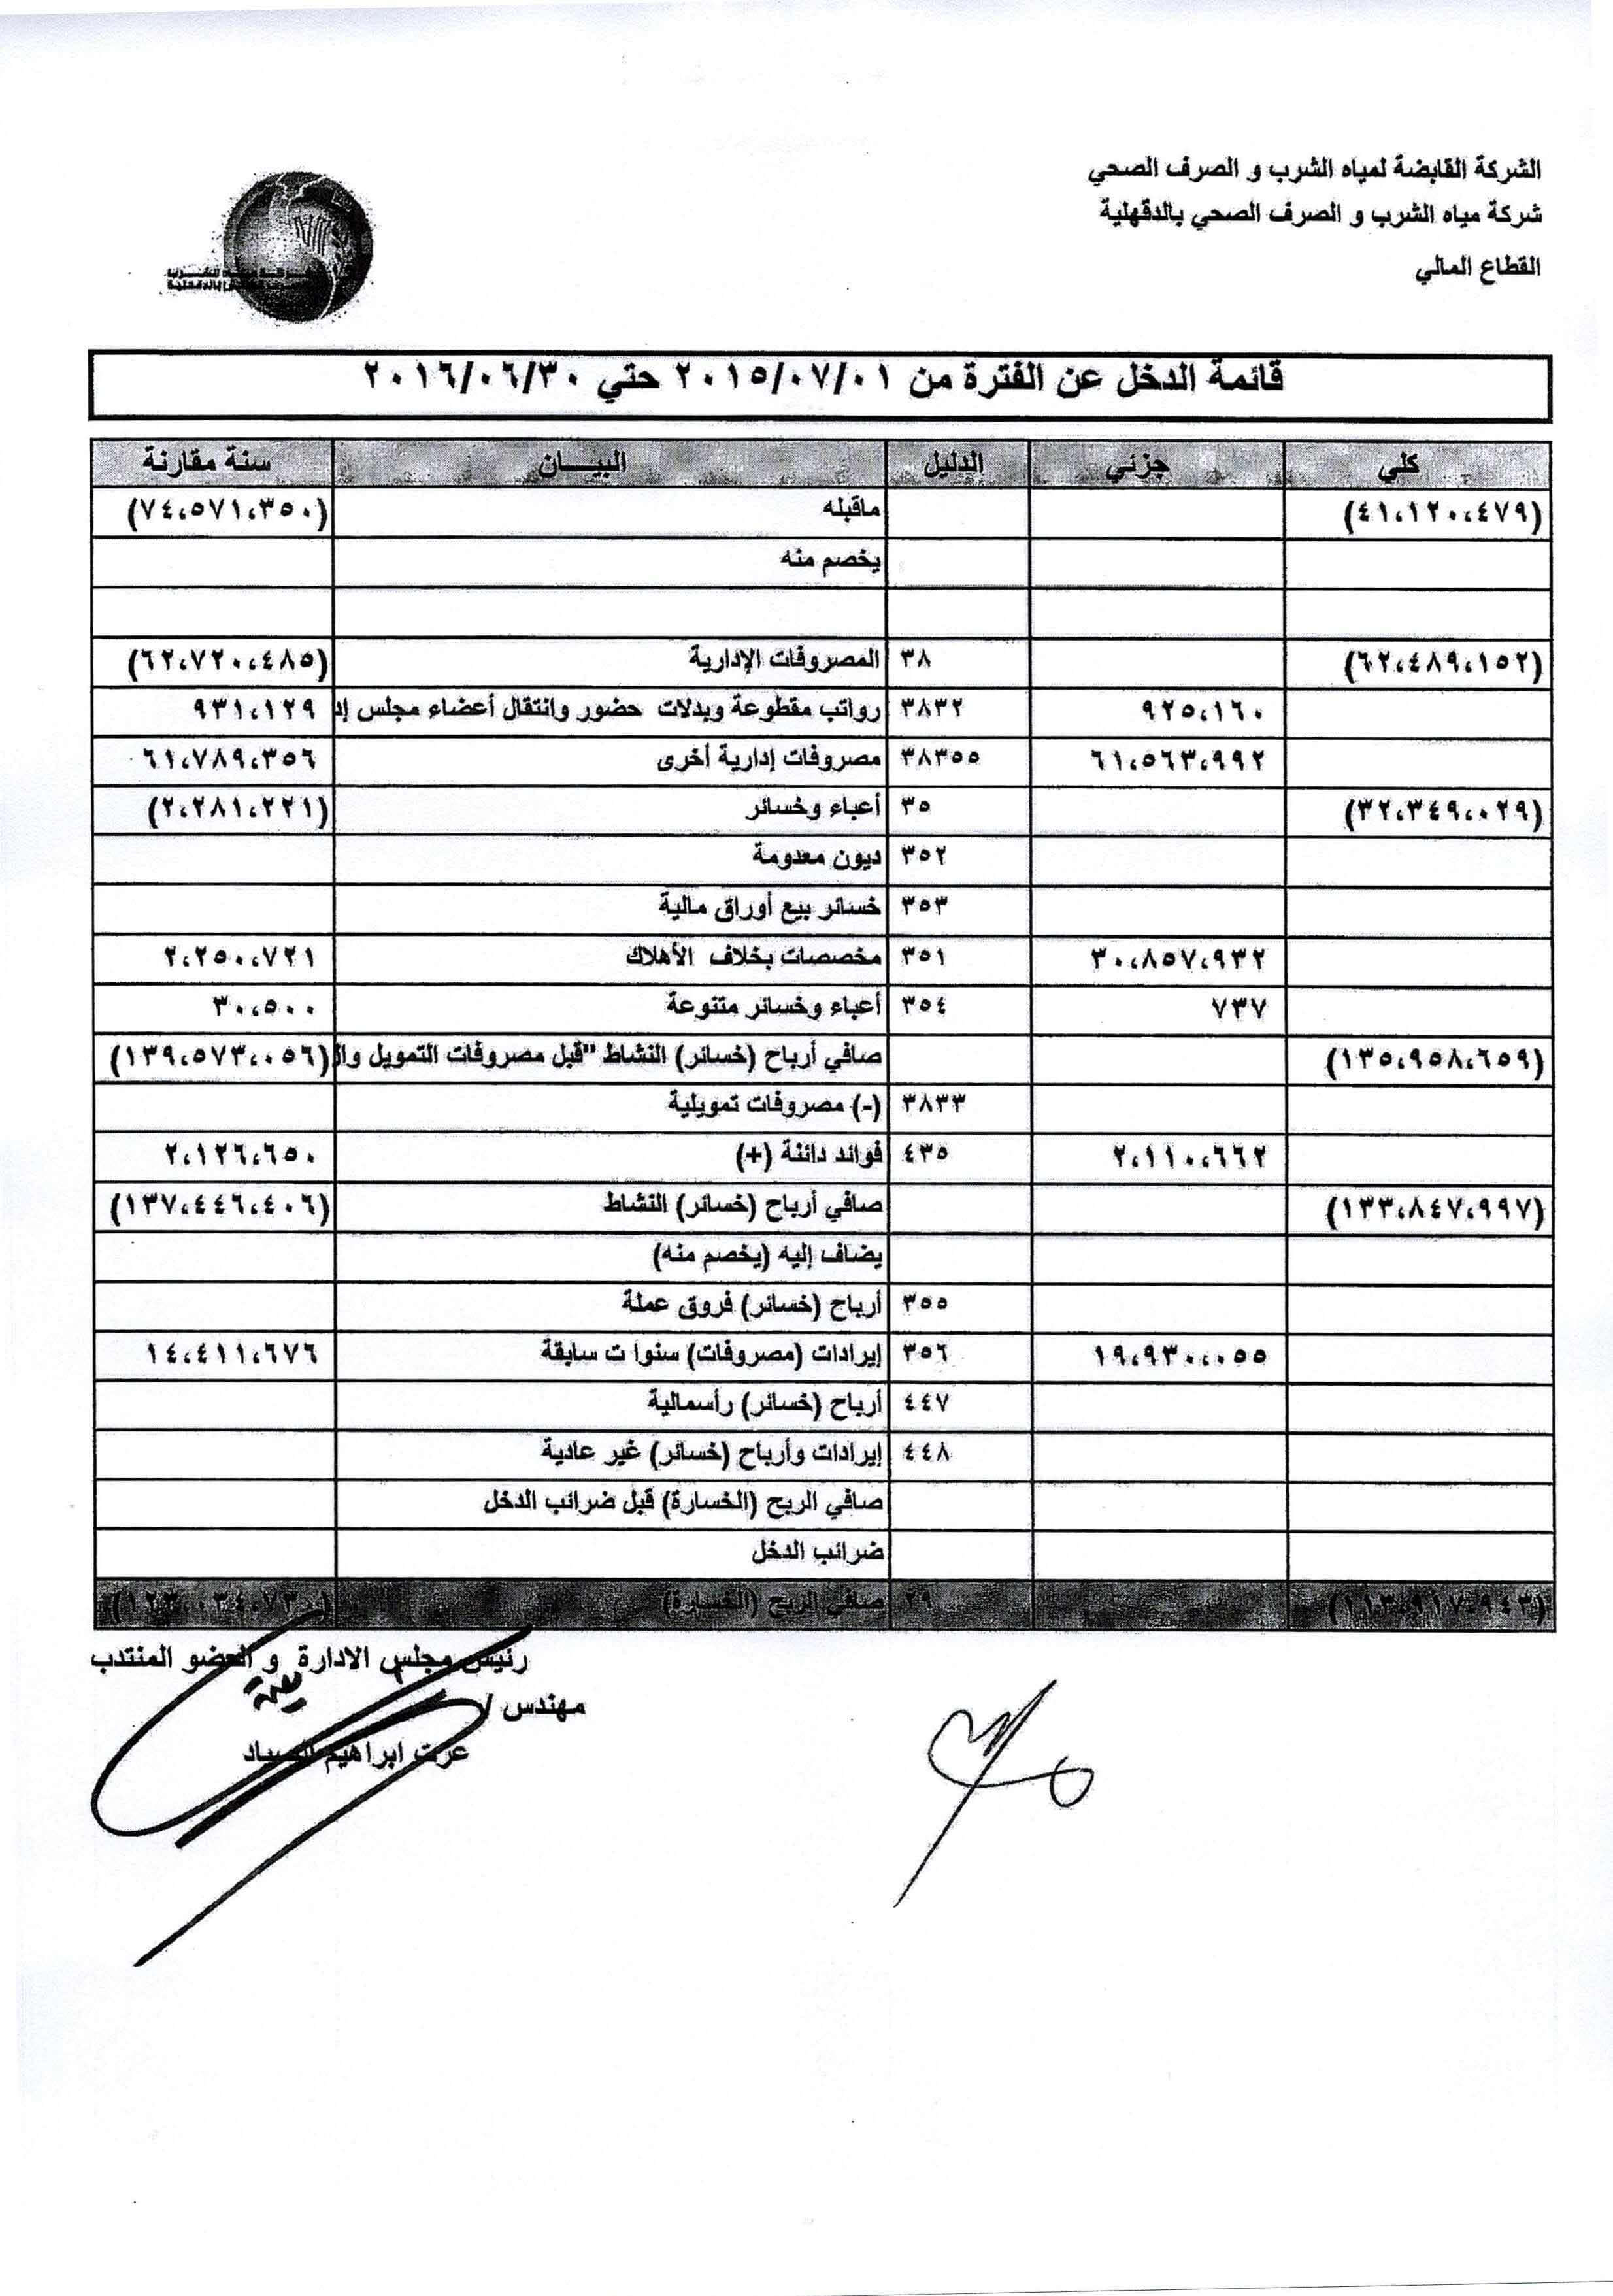 الشركة القابضة لمياه الشرب و الصرف الصحي
شركة مياه الشرب و الصرف الصحي بالدقهلية
القطاع المالي
قائمة الدخل عن الفترة من ٢٠١٥/٠٧/٠١ حتي ٢٠١٦/٠٦/٣٠
كلي جزئي الدليل البيـــان سنة مقارنة
(٤١،١٢٠،٤٧٩) ماقبله (٧٤،٥٧١،٣٥٠)
يخصم منه
(٦٢،٤٨٩،١٥٢) ٣٨ المصروفات الإدارية (٦٢،٧٢٠،٤٨٥)
٩٢٥،١٦٠ ٣٨٣٢ رواتب مقطوعة وبدلات حضور وانتقال أعضاء مجلس إد ٩٣١،١٢٩
٦١،٥٦٣،٩٩٢ ٣٨٣٥٥ مصروفات إدارية أخرى ٦١،٧٨٩،٣٥٦
(٣٢،٣٤٩،٠٢٩) ٣٥ أعباء وخسائر (٢،٢٨١،٢٢١)
٣٥٢ ديون معدومة
٣٥٣ خسائر بيع أوراق مالية
٣٠،٨٥٧،٩٣٢ ٣٥١ مخصصات بخلاف الأهلاك ٢،٢٥٠،٧٢١
٧٣٧ ٣٥٤ أعباء وخسائر متنوعة ٣٠،٥٠٠
(١٣٥،٩٥٨،٦٥٩) صافي أرباح (خسائر) النشاط "قبل مصروفات التمويل وال (١٣٩،٥٧٣،٠٥٦)
٣٨٣٣ (-) مصروفات تمويلية
٢،١١٠،٦٦٢ ٤٣٥ فوائد دائنة (+) ٢،١٢٦،٦٥٠
(١٣٣،٨٤٧،٩٩٧) صافي أرباح (خسائر) النشاط (١٣٧،٤٤٦،٤٠٦)
يضاف إليه (يخصم منه)
٣٥٥ أرباح (خسائر) فروق عملة
١٩،٩٣٠،٠٥٥ ٣٥٦ إيرادات (مصروفات) سنوا ت سابقة ١٤،٤١١،٦٧٦
٤٤٧ أرباح (خسائر) رأسمالية
٤٤٨ إيرادات وأرباح (خسائر) غير عادية
صافي الربح (الخسارة) قبل ضرائب الدخل
ضرائب الدخل
(١١٣،٩١٧،٩٤٣) ٢٩ صافي الربح (الخسارة) (١٢٣،٠٣٤،٧٣٠)
رئيس مجلس الادارة و العضو المنتدب
مهندس /
عزت ابراهيم الصياد